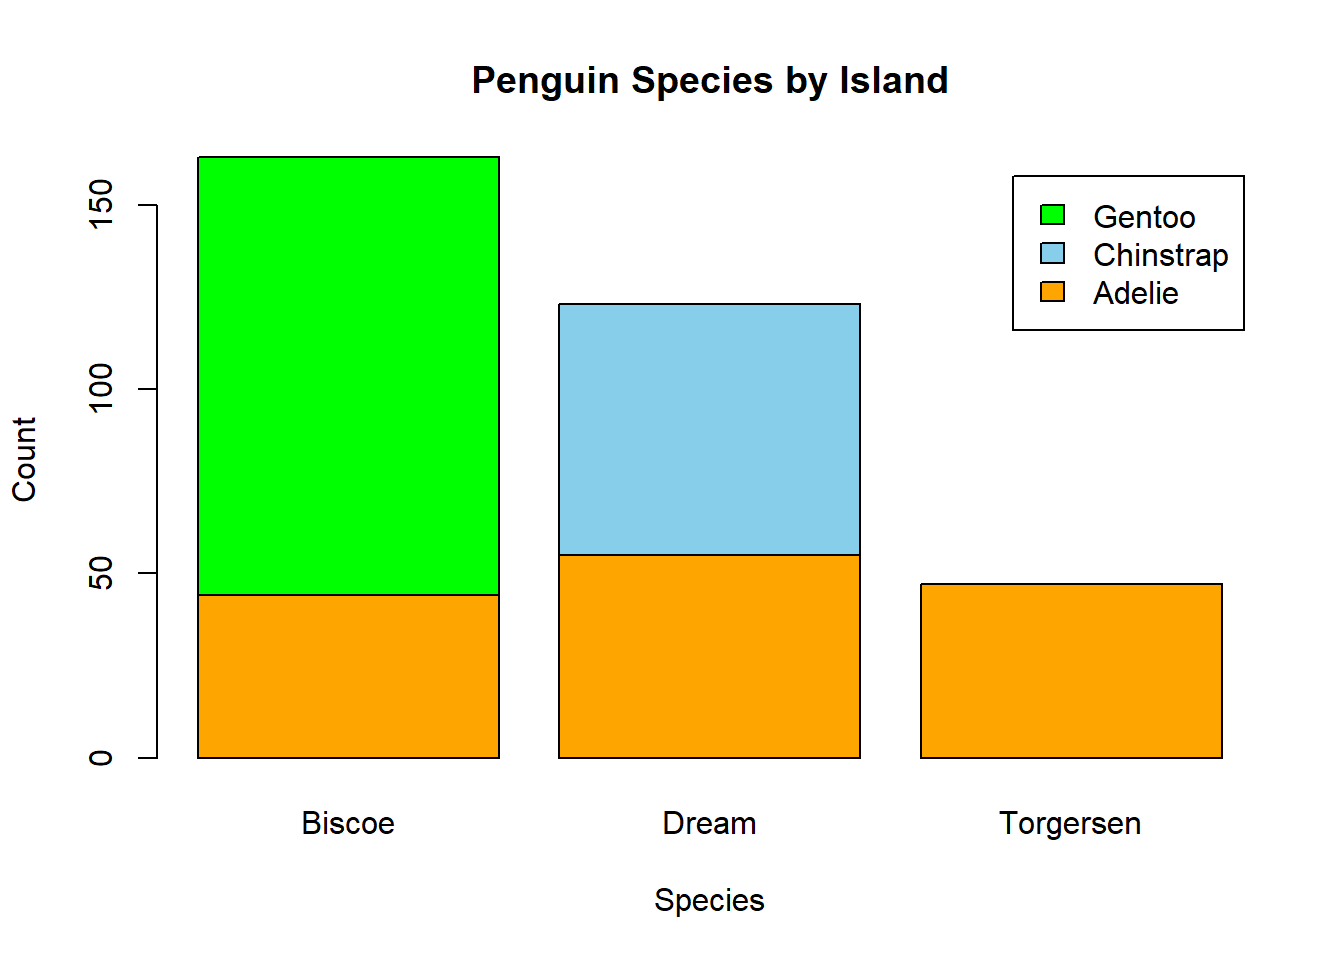 Penguin Species by Island
Gentoo
Chinstrap
Adelie
150
100
50
0
Count
Biscoe
Dream
Torgersen
Species